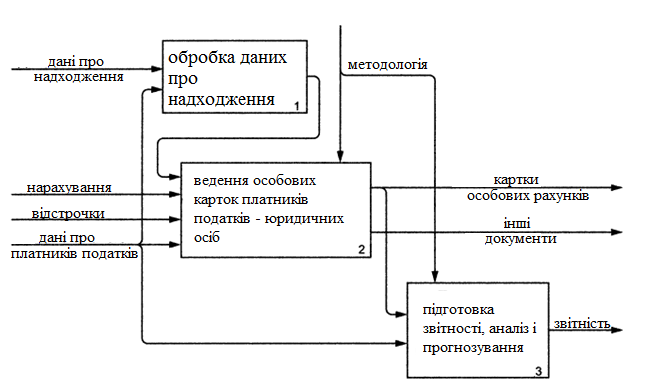 дані про
надходження
обробка даних
про
надходження
1
методологія
нарахування
відстрочки
дані про
платників податків
ведення особових
карток платників
податків - юридичних
осіб
2
картки
особових рахунків
інші
документи
підготовка
звітності, аналіз і
прогнозування
3
звітність